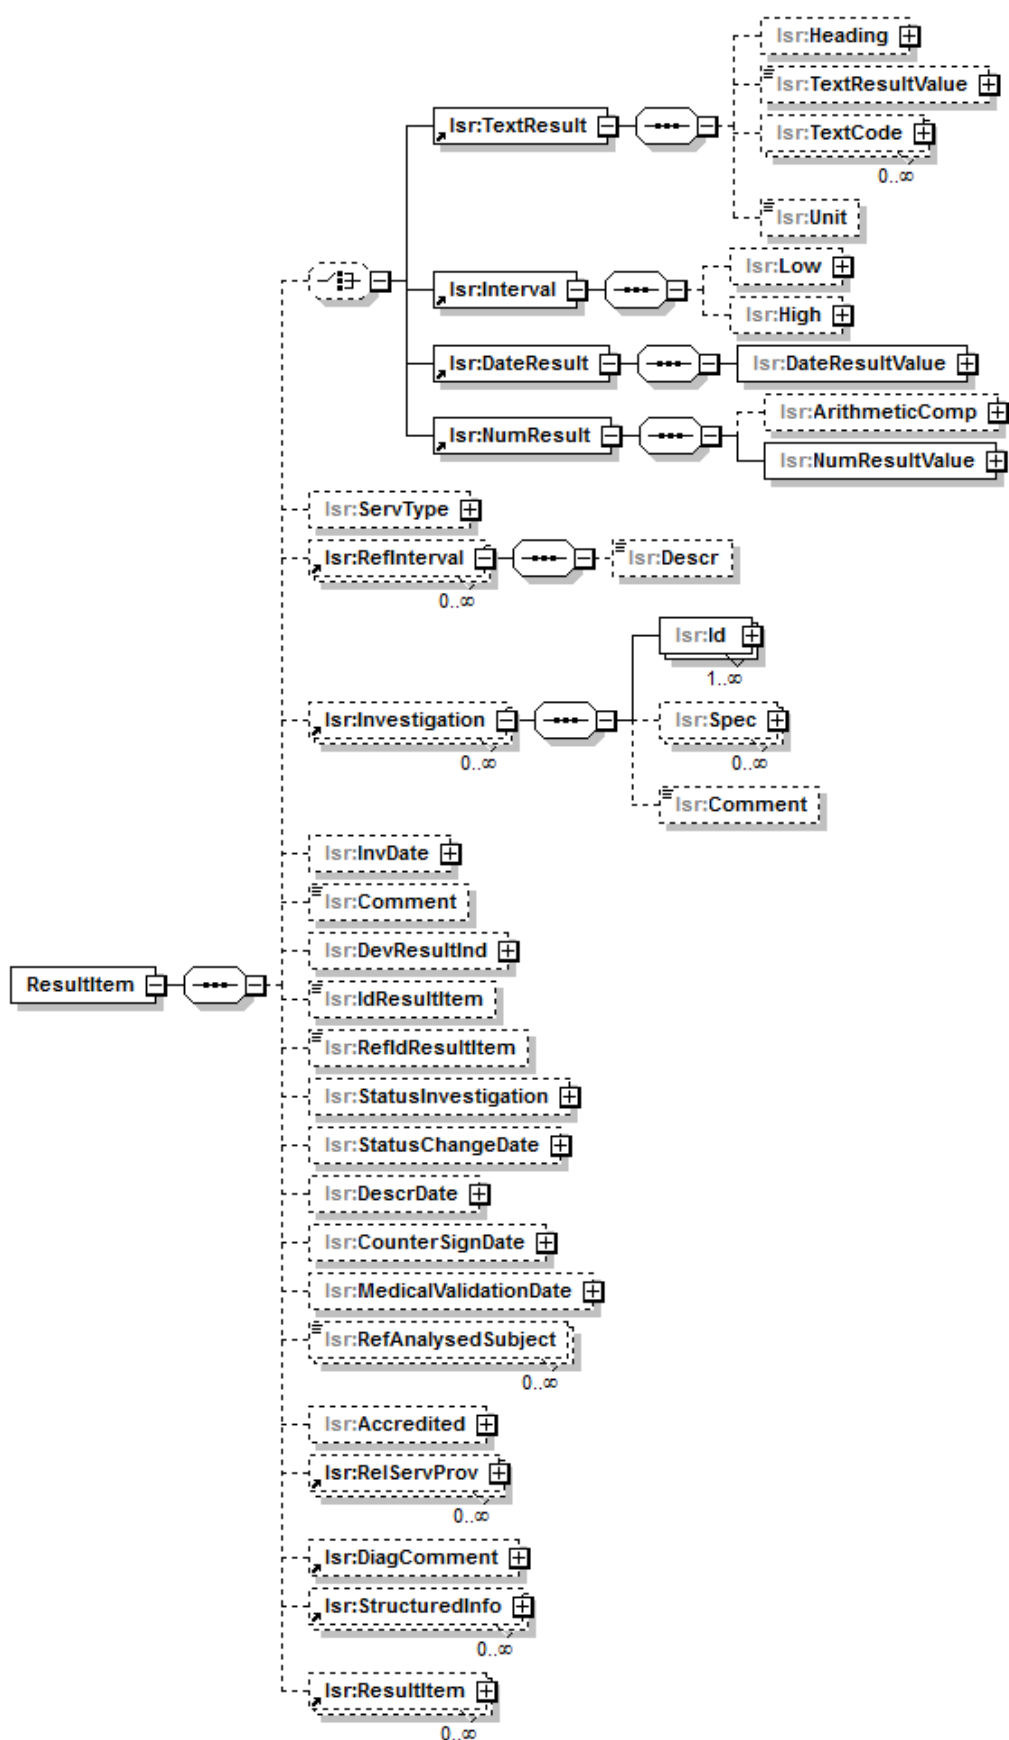 lsr:Heading
lsr:TextResultValue
lsr:TextResult
lsr:TextCode
0..∞
lsr:Unit
lsr:Interval
lsr:Low
lsr:High
lsr:DateResult
lsr:DateResultValue
lsr:ArithmeticComp
lsr:NumResult
lsr:NumResultValue
lsr:ServType
lsr:RefInterval
lsr:Descr
0..∞
lsr:Id
1..∞
lsr:Investigation
lsr:Spec
0..∞
0..∞
lsr:Comment
lsr:InvDate
lsr:Comment
lsr:DevResultInd
ResultItem
lsr:IdResultItem
lsr:RefIdResultItem
lsr:StatusInvestigation
lsr:StatusChangeDate
lsr:DescrDate
lsr:CounterSignDate
lsr:MedicalValidationDate
lsr:RefAnalysedSubject
0..∞
lsr:Accredited
lsr:RelServProv
0..∞
lsr:DiagComment
lsr:StructuredInfo
0..∞
lsr:ResultItem
0..∞